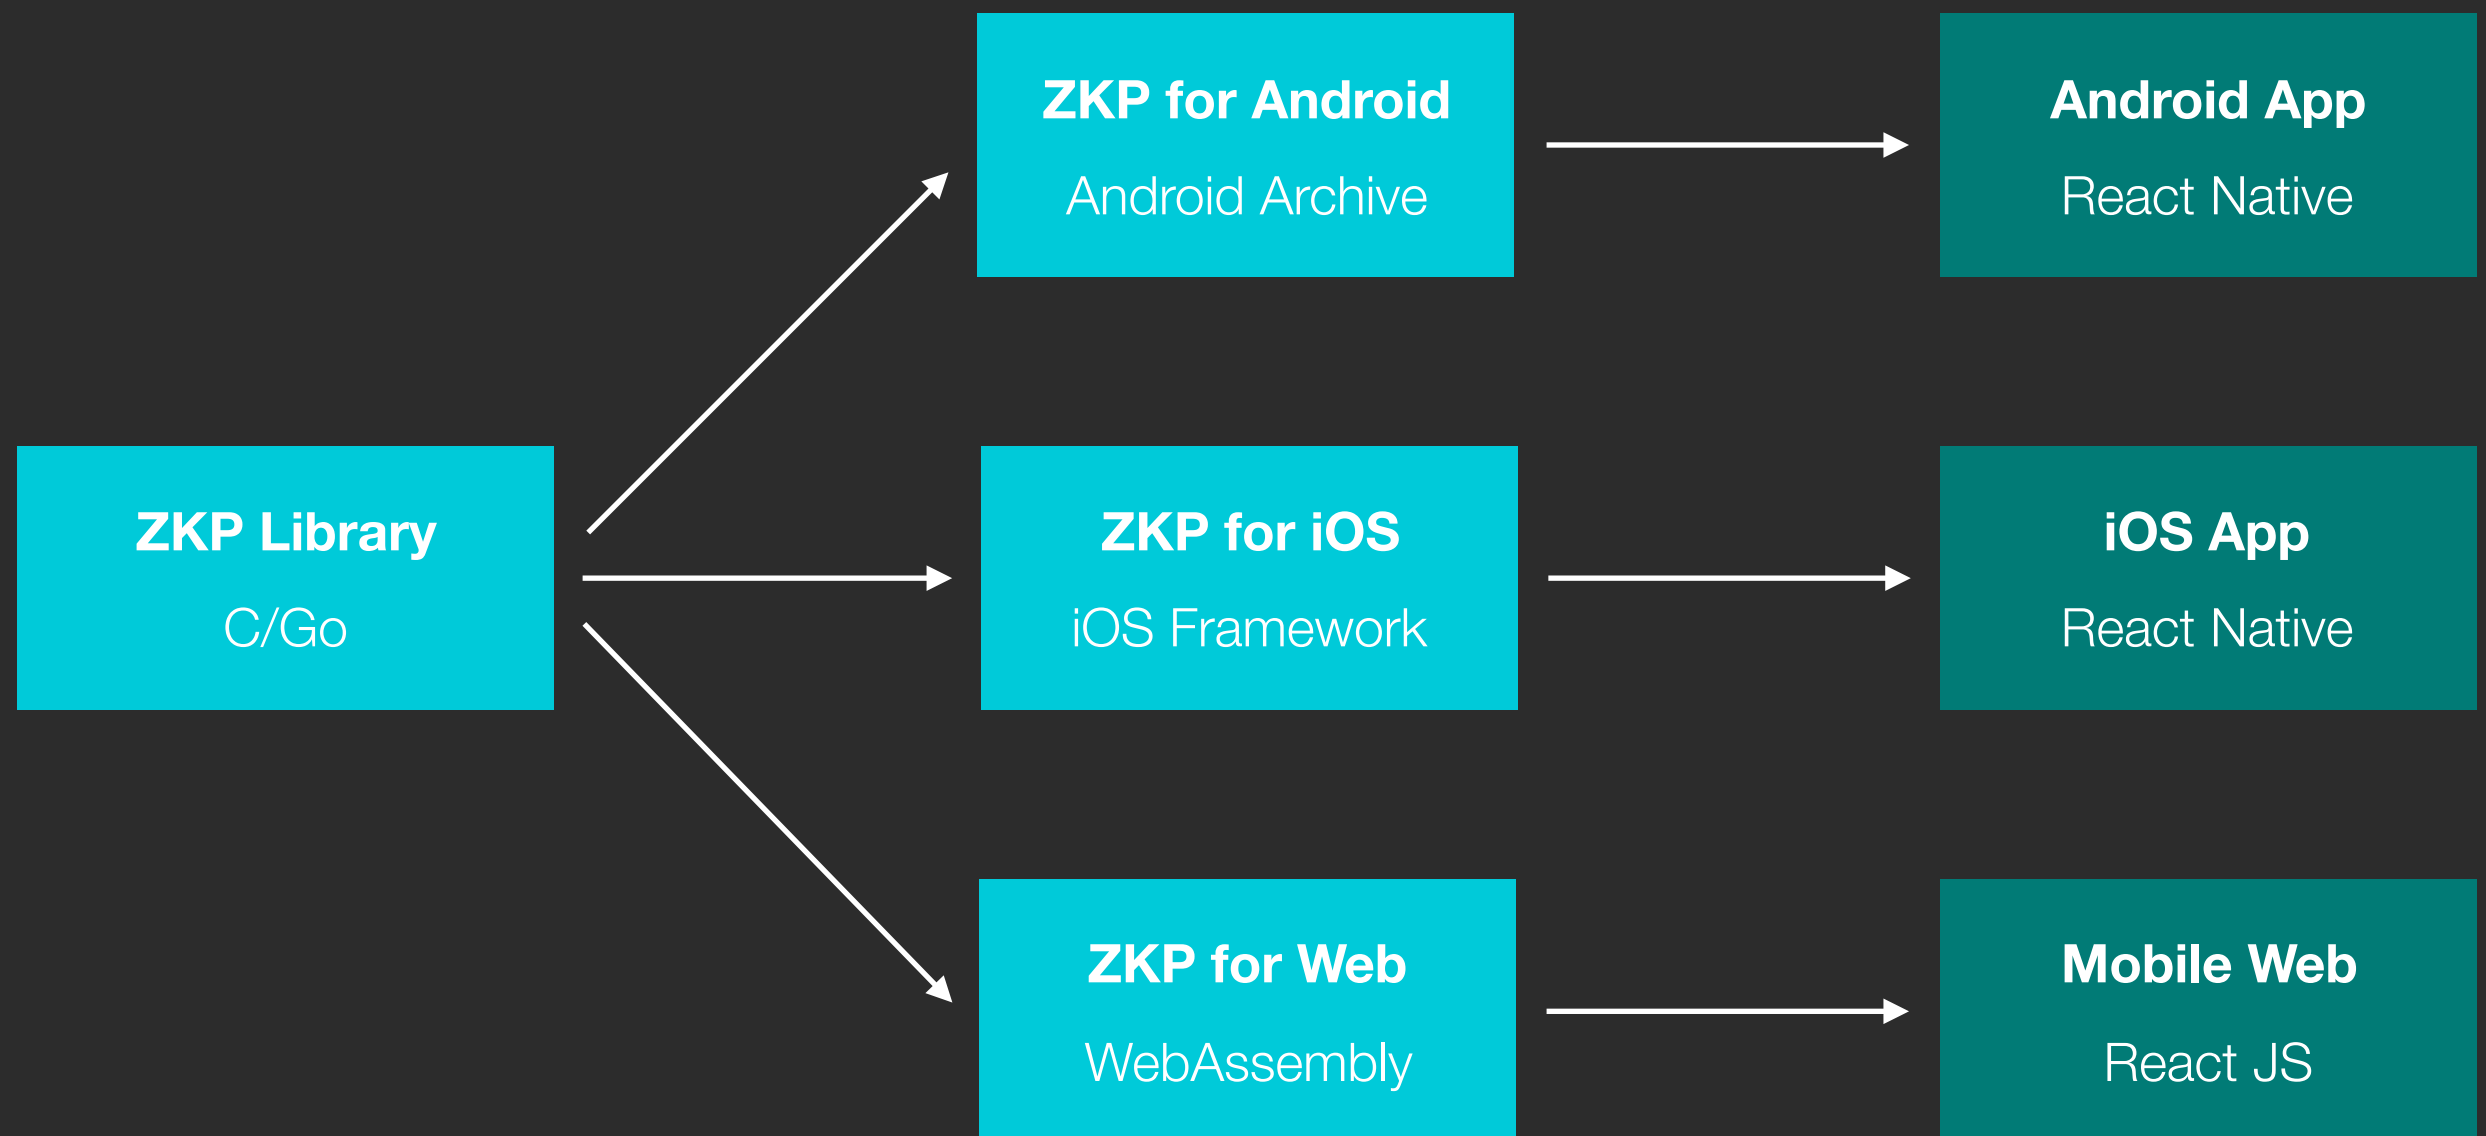 ZKP for Android
Android Archive
Android App
React Native
ZKP Library
C/Go
ZKP for iOS
iOS Framework
iOS App
React Native
ZKP for Web
WebAssembly
Mobile Web
React JS